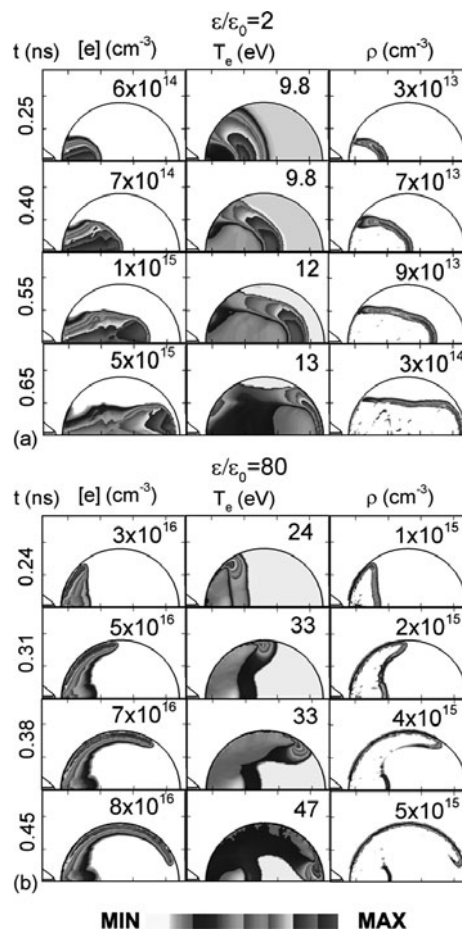 ε/ε₀=2
t (ns) [e] (cm⁻³) Tₑ (eV) ρ (cm⁻³)
0.25 6x10¹⁴ 9.8 3x10¹³
0.40 7x10¹⁴ 9.8 7x10¹³
0.55 1x10¹⁵ 12 9x10¹³
0.65 5x10¹⁵ 13 3x10¹⁴
(a)
ε/ε₀=80
t (ns) [e] (cm⁻³) Tₑ (eV) ρ (cm⁻³)
0.24 3x10¹⁶ 24 1x10¹⁵
0.31 5x10¹⁶ 33 2x10¹⁵
0.38 7x10¹⁶ 33 4x10¹⁵
0.45 8x10¹⁶ 47 5x10¹⁵
(b)
MIN MAX